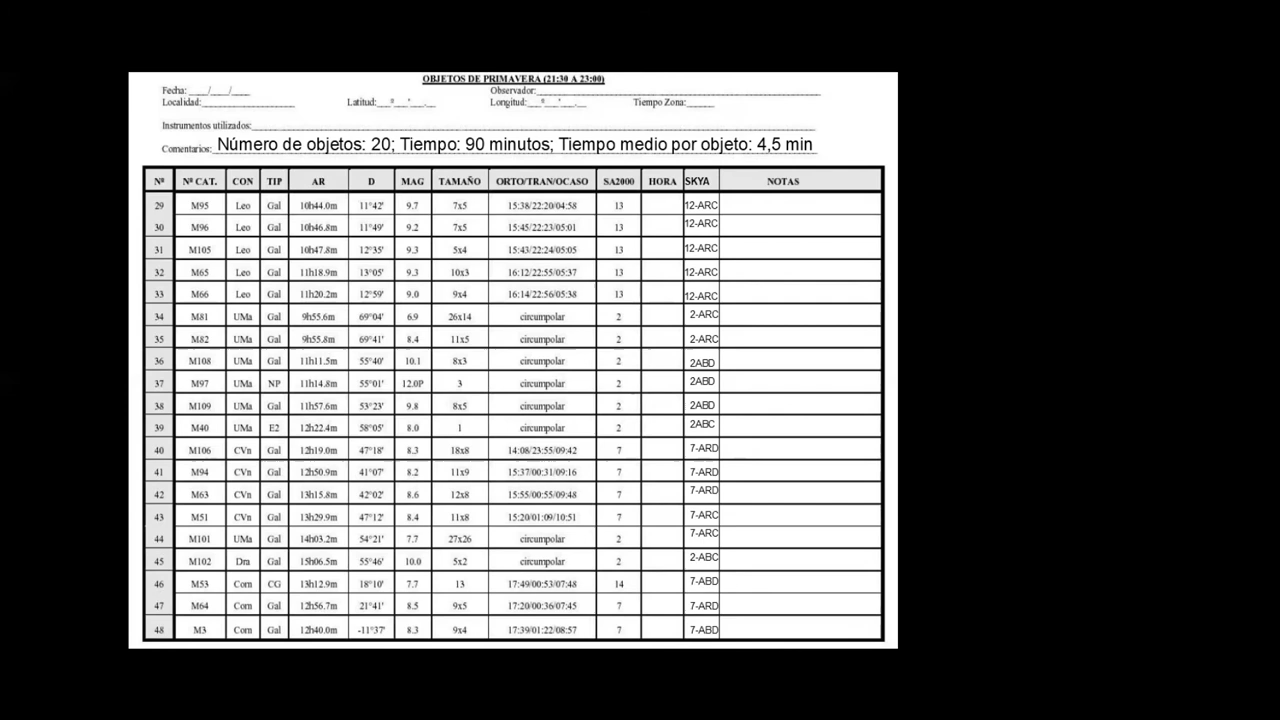 OBJETOS DE PRIMAVERA (21:30 A 23:00)
Fecha: ___/___/___ Observador:______
Localidad:______ Latitud:___º___'___.__ Longitud:___º___'___.__ Tiempo Zona:______
Instrumentos utilizados:______
Comentarios: Número de objetos: 20; Tiempo: 90 minutos; Tiempo medio por objeto: 4,5 min
Nº Nº CAT. CON TIP AR D MAG TAMAÑO ORTO/TRAN/OCASO SA2000 HORA SKYA NOTAS
29 M95 Leo Gal 10h44.0m 11°42' 9.7 7x5 15:38/22:20/04:58 13 12-ARC
30 M96 Leo Gal 10h46.8m 11°49' 9.2 7x5 15:45/22:23/05:01 13 12-ARC
31 M105 Leo Gal 10h47.8m 12°35' 9.3 5x4 15:43/22:24/05:05 13 12-ARC
32 M65 Leo Gal 11h18.9m 13°05' 9.3 10x3 16:12/22:55/05:37 13 12-ARC
33 M66 Leo Gal 11h20.2m 12°59' 9.0 9x4 16:14/22:56/05:38 13 12-ARC
34 M81 UMa Gal 9h55.6m 69°04' 6.9 26x14 circumpolar 2 2-ARC
35 M82 UMa Gal 9h55.8m 69°41' 8.4 11x5 circumpolar 2 2-ARC
36 M108 UMa Gal 11h11.5m 55°40' 10.1 8x3 circumpolar 2 2ABD
37 M97 UMa NP 11h14.8m 55°01' 12.0P 3 circumpolar 2 2ABD
38 M109 UMa Gal 11h57.6m 53°23' 9.8 8x5 circumpolar 2 2ABD
39 M40 UMa E2 12h22.4m 58°05' 8.0 1 circumpolar 2 2ABC
40 M106 CVn Gal 12h19.0m 47°18' 8.3 18x8 14:08/23:55/09:42 7 7-ARD
41 M94 CVn Gal 12h50.9m 41°07' 8.2 11x9 15:37/00:31/09:16 7 7-ARD
42 M63 CVn Gal 13h15.8m 42°02' 8.6 12x8 15:55/00:55/09:48 7 7-ARD
43 M51 CVn Gal 13h29.9m 47°12' 8.4 11x8 15:20/01:09/10:51 7 7-ARC
44 M101 UMa Gal 14h03.2m 54°21' 7.7 27x26 circumpolar 2 7-ARC
45 M102 Dra Gal 15h06.5m 55°46' 10.0 5x2 circumpolar 2 2-ABC
46 M53 Com CG 13h12.9m 18°10' 7.7 13 17:49/00:53/07:48 14 7-ABD
47 M64 Com Gal 12h56.7m 21°41' 8.5 9x5 17:20/00:36/07:45 7 7-ARD
48 M3 Com Gal 12h40.0m -11°37' 8.3 9x4 17:39/01:22/08:57 7 7-ABD